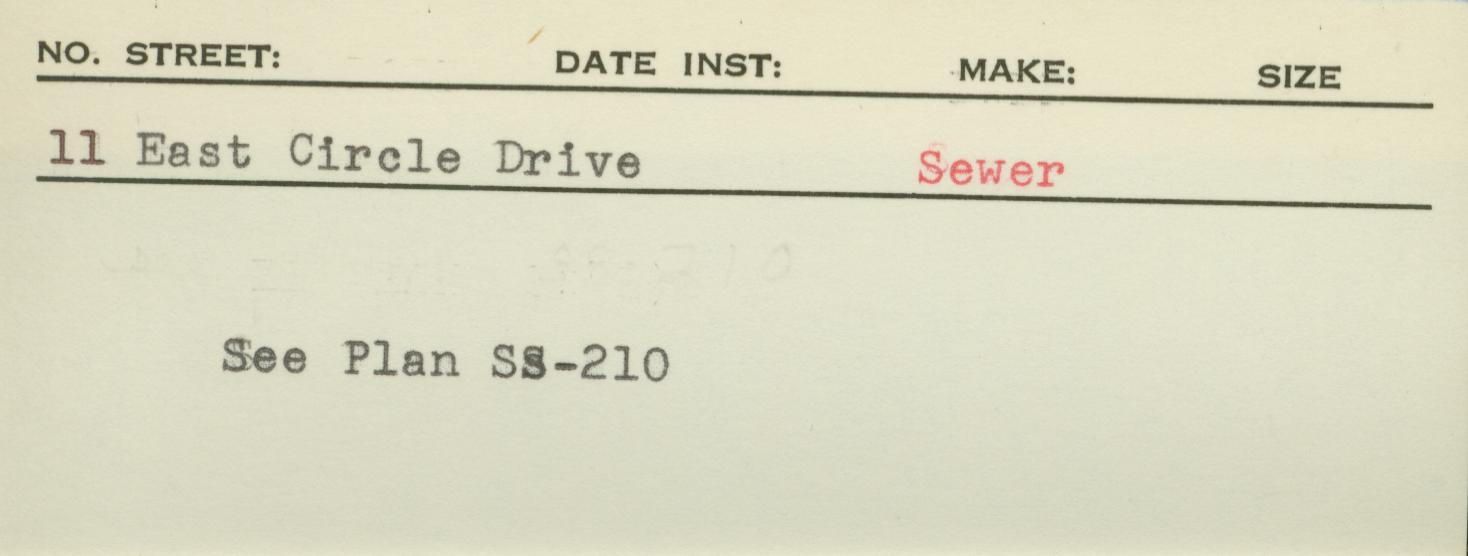 NO. STREET: DATE INST: MAKE: SIZE
11 East Circle Drive Sewer
See Plan SS-210